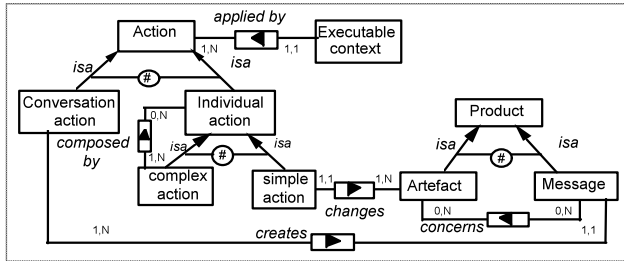 applied by
Action
1,N
1,1
Executable
context
isa
#
isa
Conversation
action
0,N
Individual
action
Product
composed
by
isa
#
isa
isa
#
isa
1,N
complex
action
simple
action
1,1
1,N
changes
Artefact
Message
0,N
0,N
concerns
1,N
creates
1,1